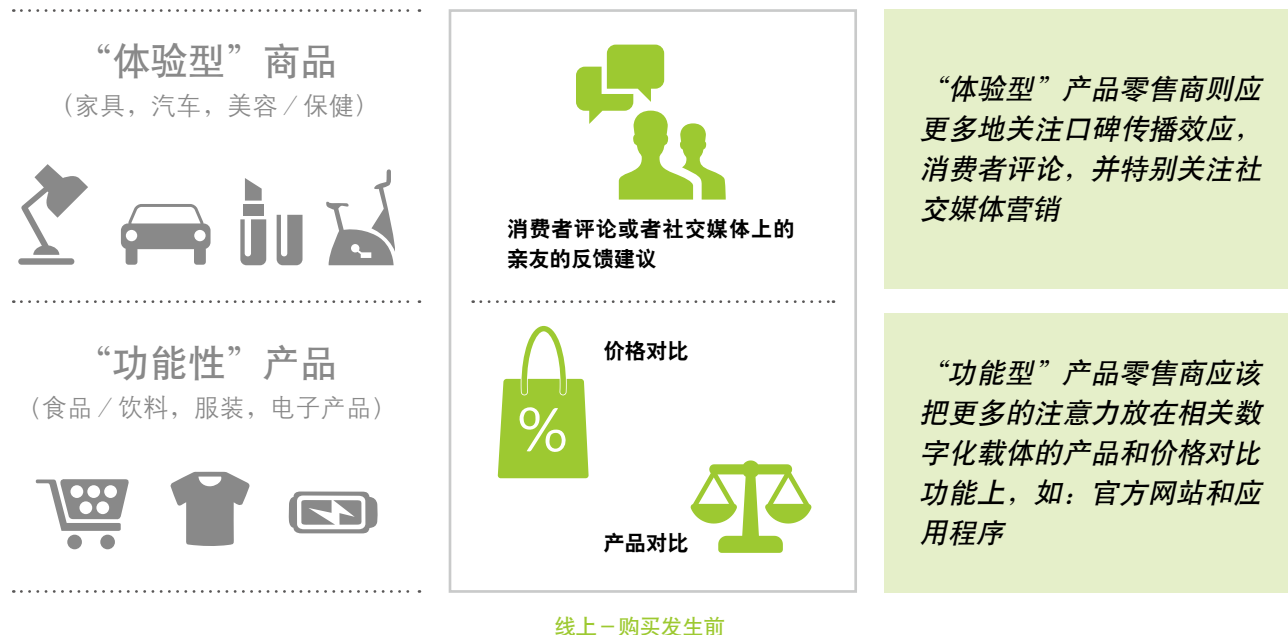 “体验型”商品
（家具，汽车，美容／保健）
消费者评论或者社交媒体上的
亲友的反馈建议
“体验型”产品零售商则应
更多地关注口碑传播效应，
消费者评论，并特别关注社
交媒体营销
“功能性”产品
（食品／饮料，服装，电子产品）
价格对比
%
产品对比
“功能型”产品零售商应该
把更多的注意力放在相关数
字化载体的产品和价格对比
功能上，如：官方网站和应
用程序
线上－购买发生前